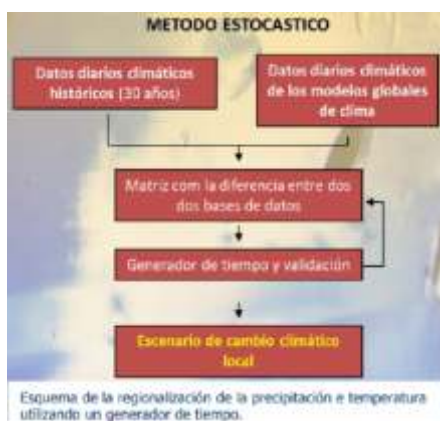 METODO ESTOCASTICO
Datos diarios climáticos
históricos (30 años)
Datos diarios climáticos
de los modelos globales
de clima
Matriz com la diferencia entre dos
dos bases de datos
Generador de tiempo y validación
Escenario de cambio climático
local
Esquema de la regionalización de la precipitación e temperatura
utilizando un generador de tiempo.